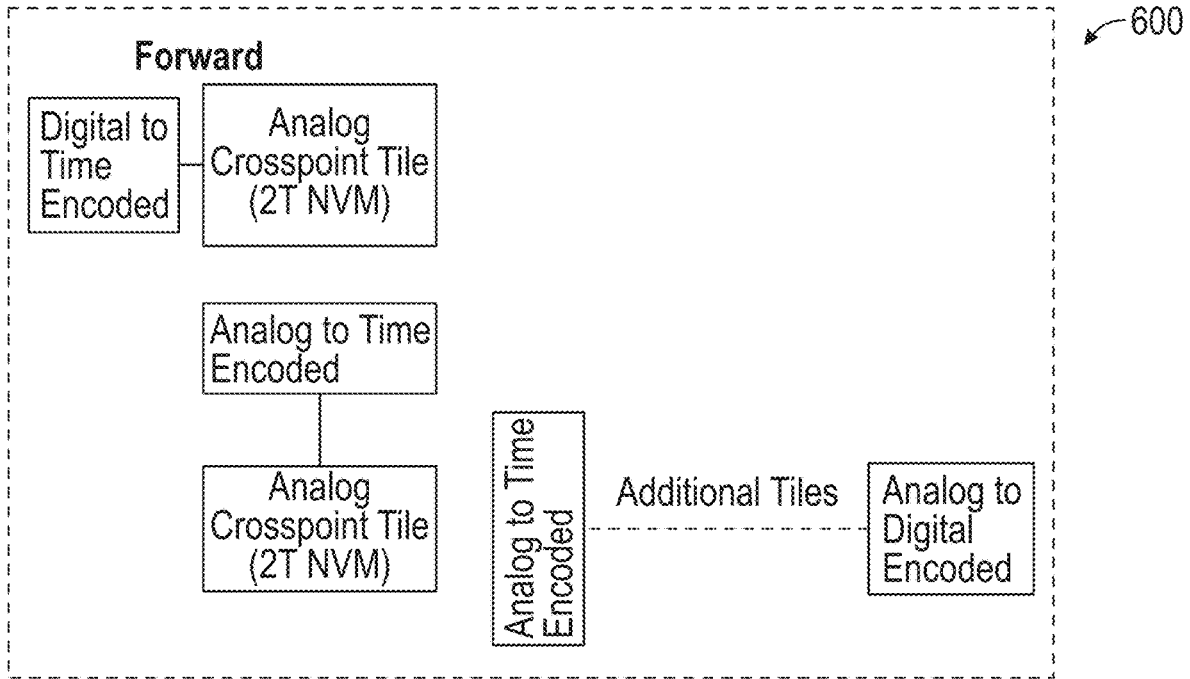 600
Forward
Digital to
Time
Encoded
Analog
Crosspoint Tile
(2T NVM)
Analog to Time
Encoded
Analog
Crosspoint Tile
(2T NVM)
Analog to Time
Encoded
Additional Tiles
Analog to
Digital
Encoded